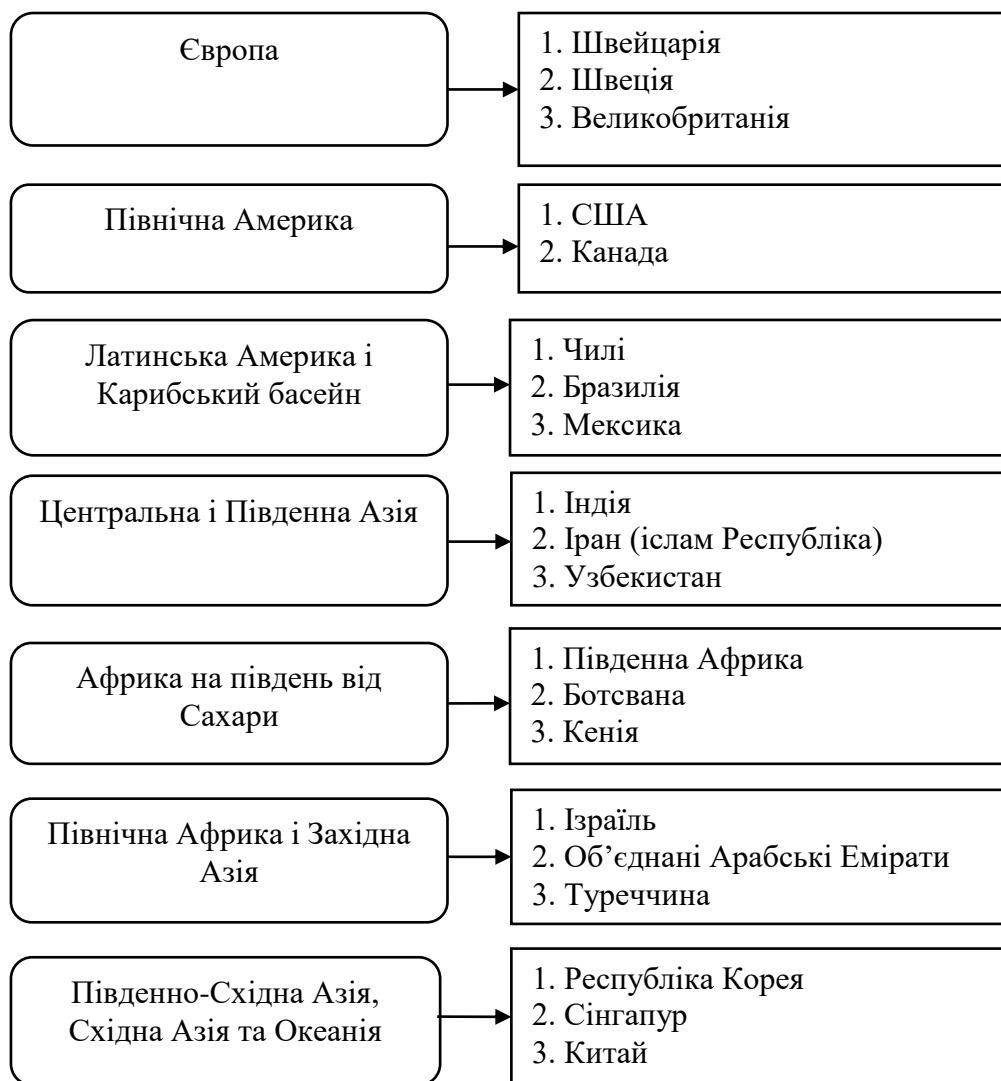 Європа
1. Швейцарія
2. Швеція
3. Великобританія
Північна Америка
1. США
2. Канада
Латинська Америка і
Карибський басейн
1. Чилі
2. Бразилія
3. Мексика
Центральна і Південна Азія
1. Індія
2. Іран (іслам Республіка)
3. Узбекистан
Африка на південь від
Сахари
1. Південна Африка
2. Ботсвана
3. Кенія
Північна Африка і Західна
Азія
1. Ізраїль
2. Об’єднані Арабські Емірати
3. Туреччина
Південно-Східна Азія,
Східна Азія та Океанія
1. Республіка Корея
2. Сінгапур
3. Китай